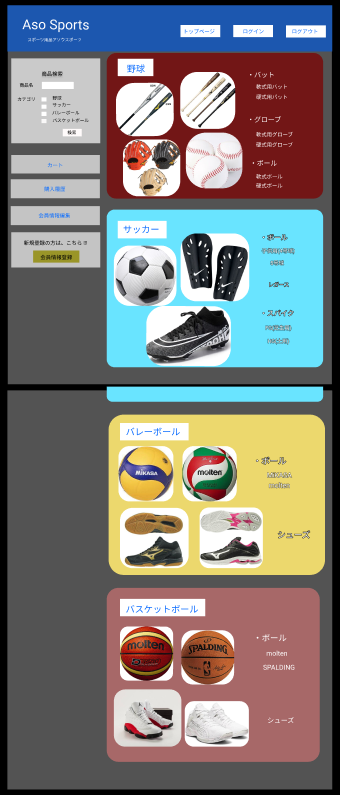 Aso Sports
スポーツ用品アソウスポーツ
トップページ
ログイン
ログアウト
商品検索
商品名
カテゴリ
野球
サッカー
バレーボール
バスケットボール
検索
カート
購入履歴
会員情報編集
新規登録の方は、こちら
会員情報登録
野球
・バット
軟式用バット
硬式用バット
・グローブ
軟式用グローブ
硬式用グローブ
・ボール
軟式ボール
硬式ボール
サッカー
・ボール
レガース
・スパイク
バレーボール
MIKASA
molten
・ボール
MIKASA
molten
シューズ
バスケットボール
molten
SPALDING
・ボール
molten
SPALDING
シューズ